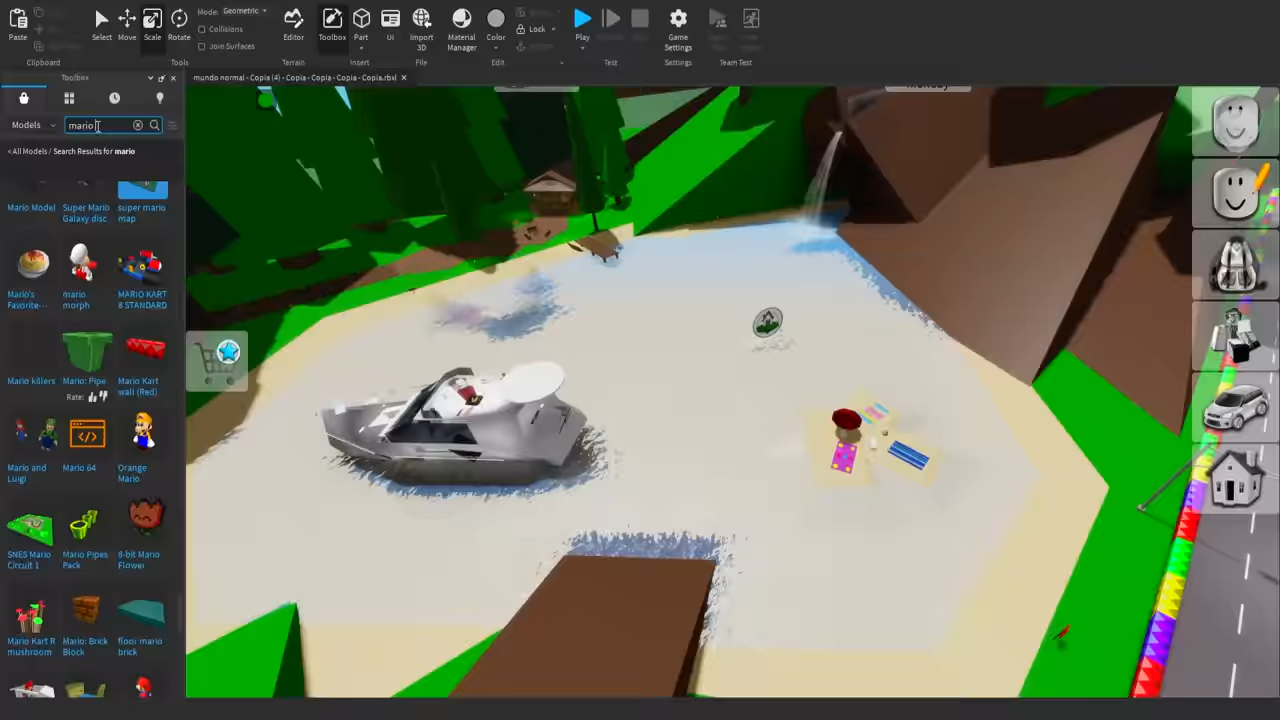 Mode: Geometric
Collisions
Join Surfaces
Paste
Select
Move
Scale
Rotate
Editor
Toolbox
Part
UI
Import
3D
Material
Manager
Color
Lock
Play
Game
Settings
Clipboard
Tools
Terrain
Insert
File
Edit
Test
Settings
Team Test
Toolbox
mundo normal - Copia (4) - Copia - Copia - Copia - Copia.rbxl
Models
mario
< All Models / Search Results for mario
Mario Model
Super Mario
Galaxy disc
super mario
map
Mario's
Favorite...
mario
morph
MARIO KART
8 STANDARD
Mario killers
Mario: Pipe
Rate:
Mario Kart
wall (Red)
Mario and
Luigi
Mario 64
Orange
Mario
SNES Mario
Circuit 1
Mario Pipes
Pack
8-bit Mario
Flower
Mario Kart R
mushroom
Mario: Brick
Block
floor mario
brick